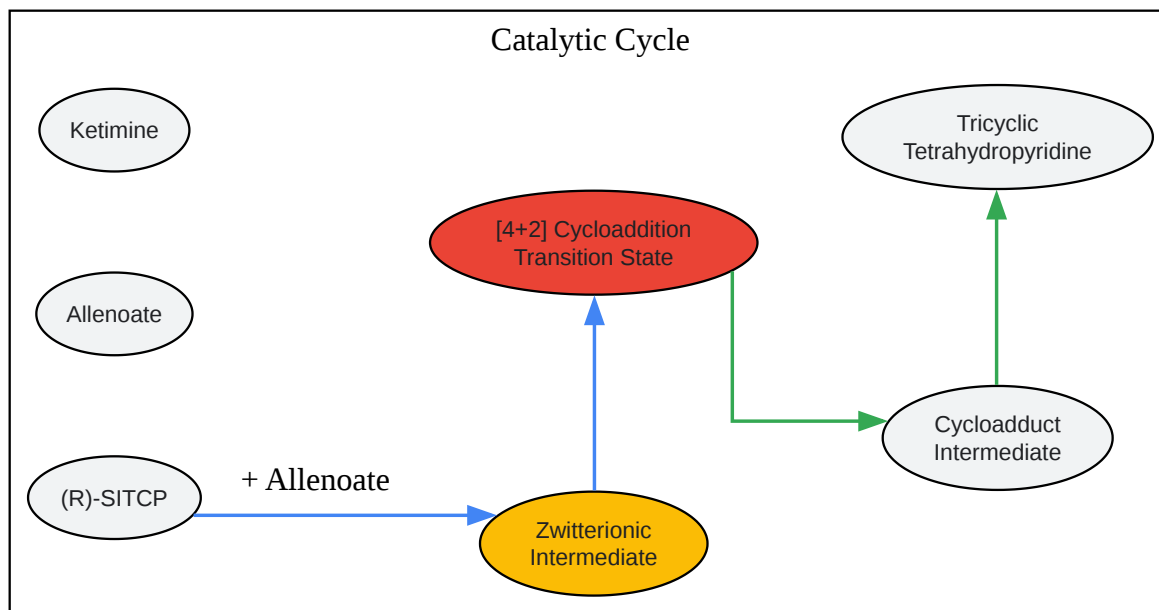 Catalytic Cycle
Ketimine
Tricyclic
Tetrahydropyridine
[4+2] Cycloaddition
Transition State
Allenoate
Cycloadduct
Intermediate
(R)-SITCP
+ Allenoate
Zwitterionic
Intermediate